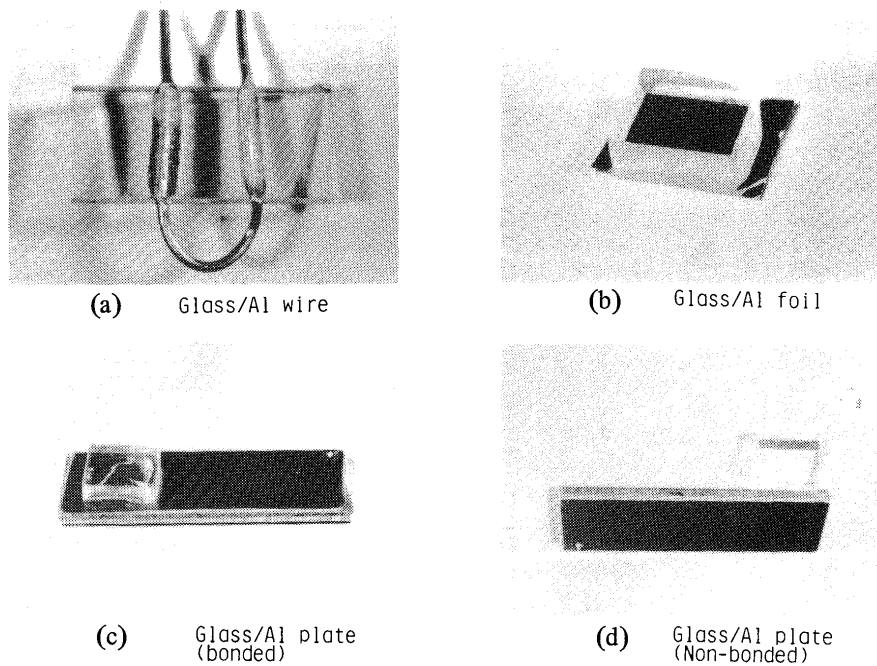 (a) Glass/Al wire
(b) Glass/Al foil
(c) Glass/Al plate
(bonded)
(d) Glass/Al plate
(Non-bonded)